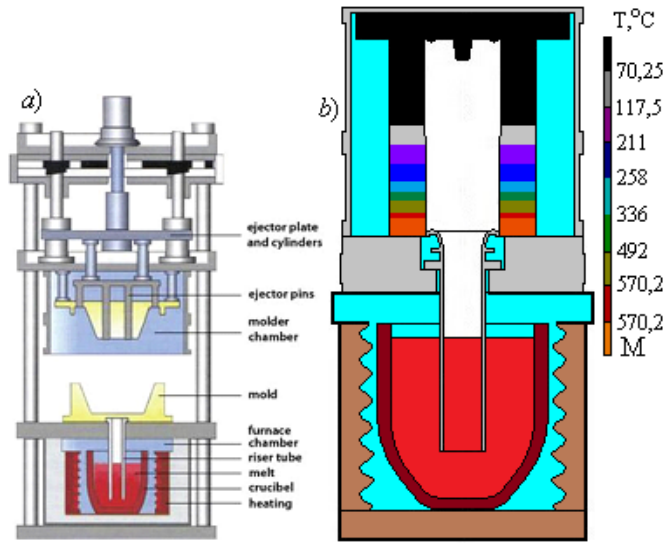 a)
ejector plate
and cylinders
ejector pins
molder
chamber
mold
furnace
chamber
riser tube
melt
crucibel
heating
b)
T,°C
70,25
117,5
211
258
336
492
570,2
570,2
M